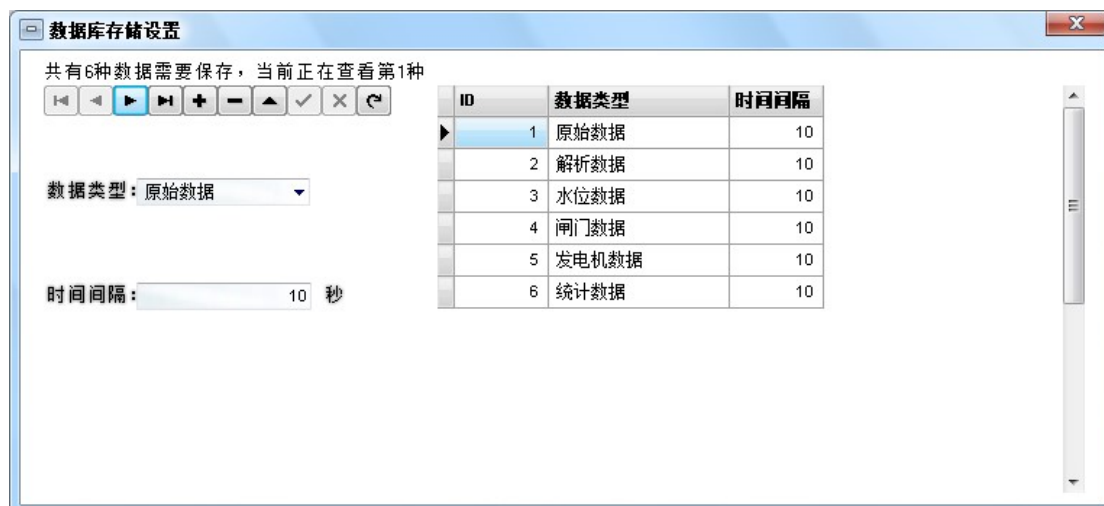 数据库存储设置
共有6种数据需要保存，当前正在查看第1种
ID 数据类型 时间间隔
1 原始数据 10
2 解析数据 10
3 水位数据 10
4 闸门数据 10
5 发电机数据 10
6 统计数据 10
数据类型：原始数据
时间间隔：10 秒